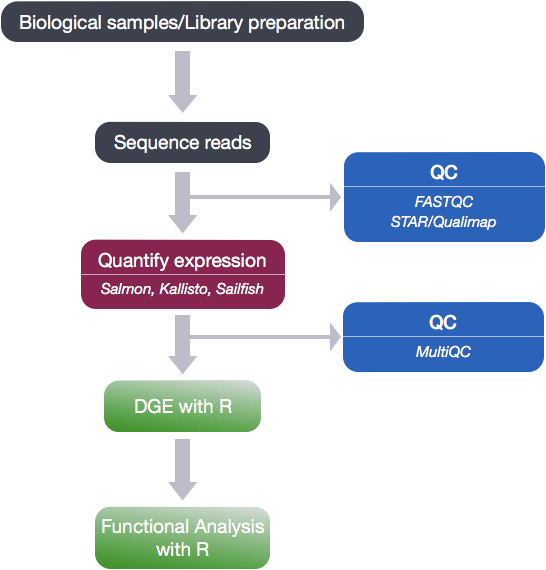 Biological samples/Library preparation
Sequence reads
QC
FASTQC
STAR/Qualimap
Quantify expression
Salmon, Kallisto, Sailfish
QC
MultiQC
DGE with R
Functional Analysis
with R